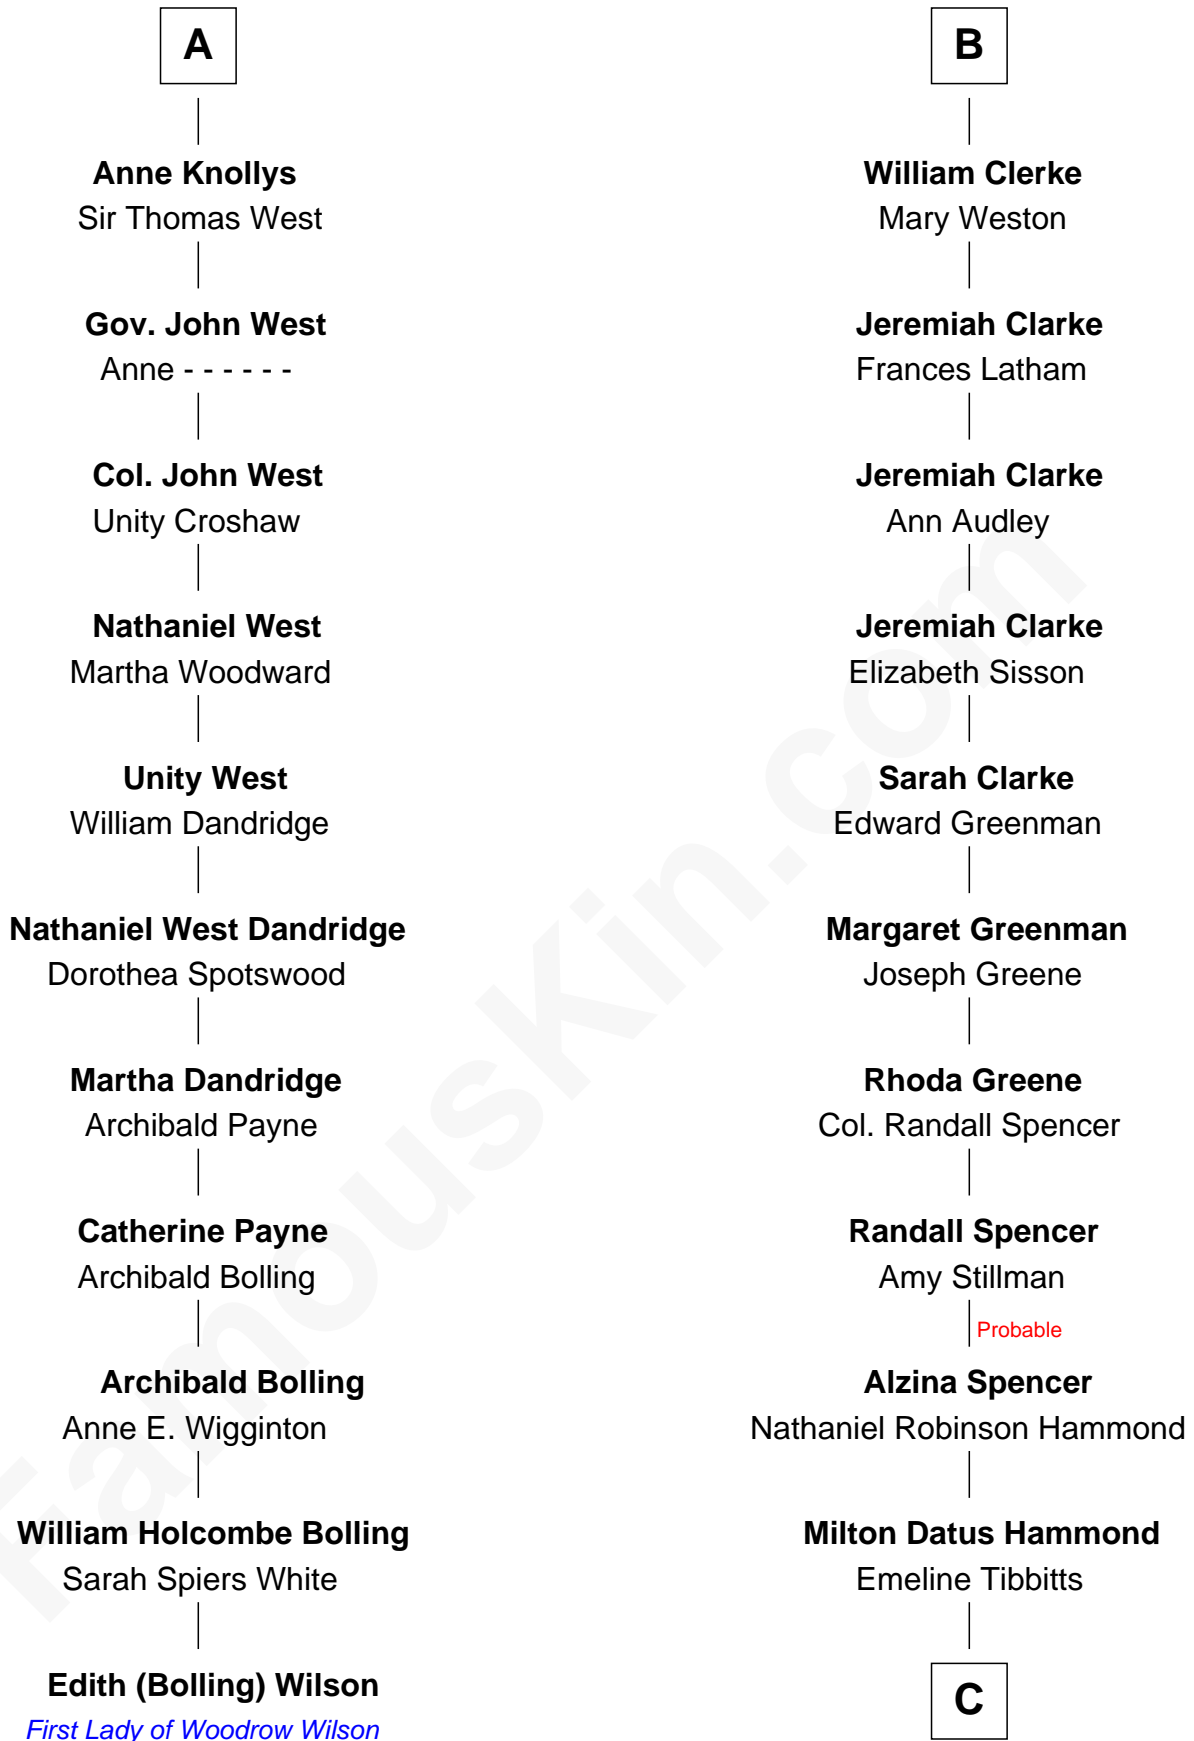 A
Anne Knollys
Sir Thomas West
Gov. John West
Anne - - - - - -
Col. John West
Unity Croshaw
Nathaniel West
Martha Woodward
Unity West
William Dandridge
Nathaniel West Dandridge
Dorothea Spotswood
Martha Dandridge
Archibald Payne
Catherine Payne
Archibald Bolling
Archibald Bolling
Anne E. Wigginton
William Holcombe Bolling
Sarah Spiers White
Edith (Bolling) Wilson
First Lady of Woodrow Wilson
B
William Clerke
Mary Weston
Jeremiah Clarke
Frances Latham
Jeremiah Clarke
Ann Audley
Jeremiah Clarke
Elizabeth Sisson
Sarah Clarke
Edward Greenman
Margaret Greenman
Joseph Greene
Rhoda Greene
Col. Randall Spencer
Randall Spencer
Amy Stillman
Probable
Alzina Spencer
Nathaniel Robinson Hammond
Milton Datus Hammond
Emeline Tibbitts
C
FamousKin.com